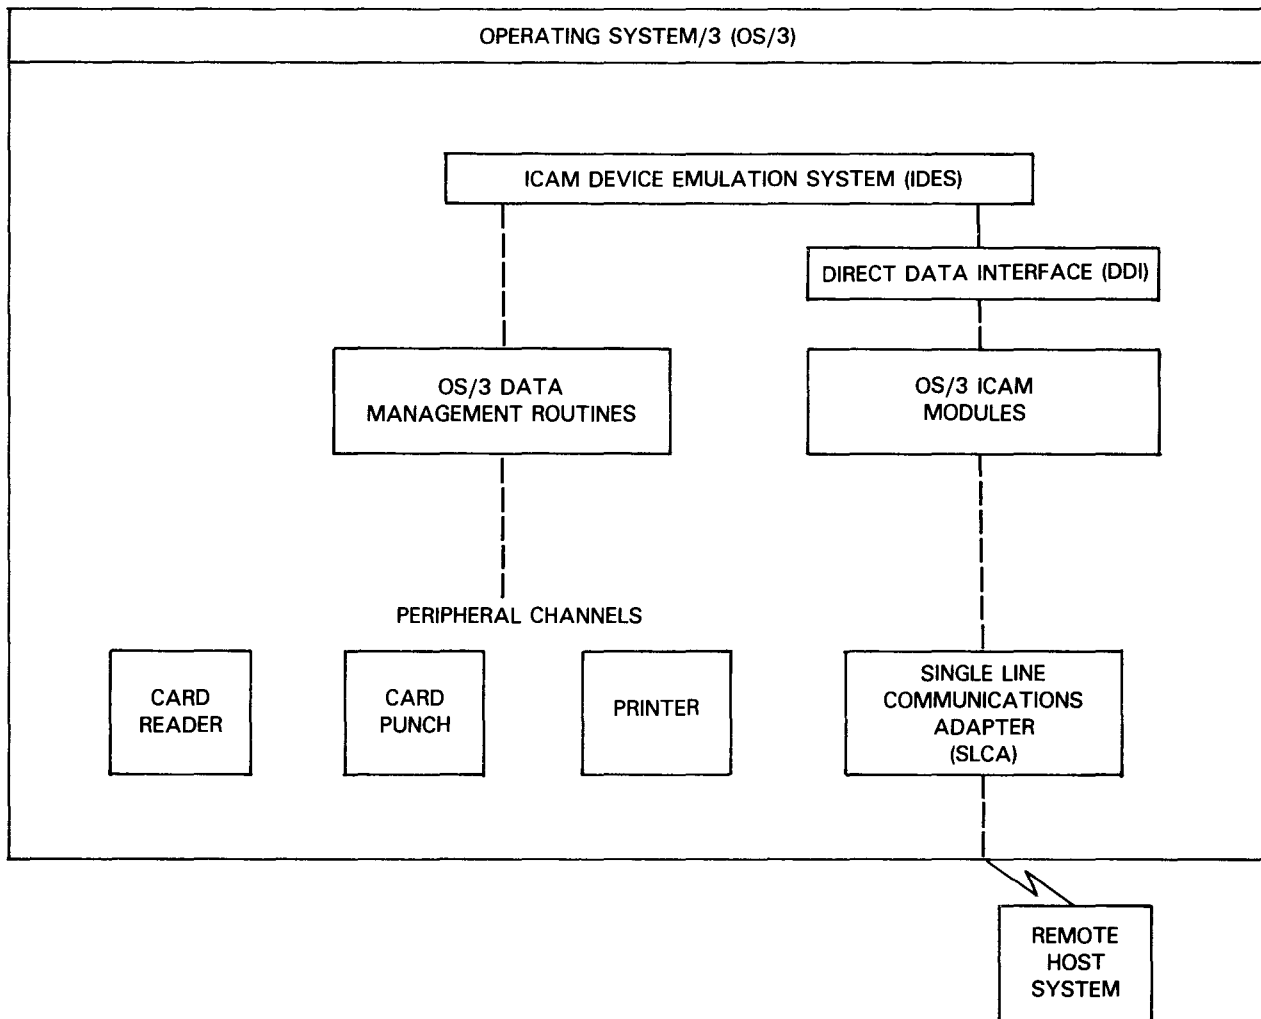 OPERATING SYSTEM/3 (OS/3)
ICAM DEVICE EMULATION SYSTEM (IDES)
DIRECT DATA INTERFACE (DDI)
OS/3 DATA
MANAGEMENT ROUTINES
OS/3 ICAM
MODULES
PERIPHERAL CHANNELS
CARD
READER
CARD
PUNCH
PRINTER
SINGLE LINE
COMMUNICATIONS
ADAPTER
(SLCA)
REMOTE
HOST
SYSTEM